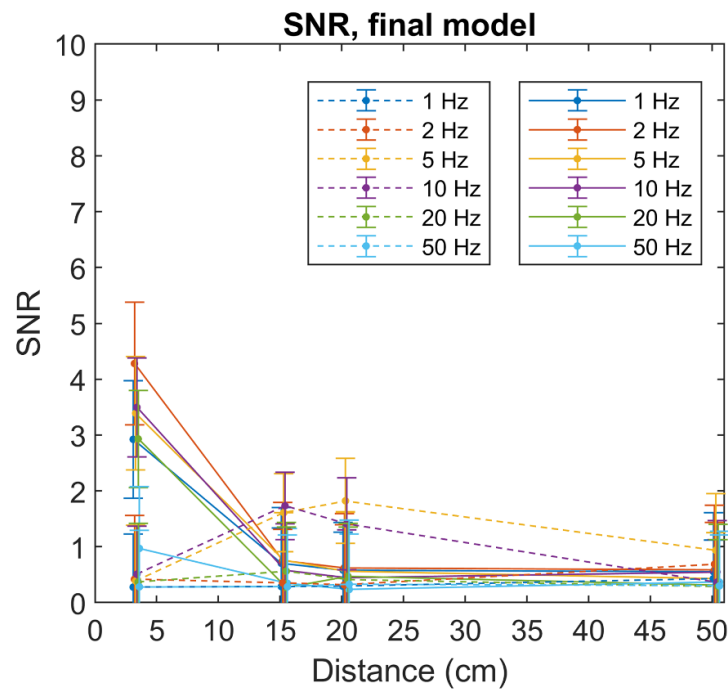 SNR, final model
10
9
8
7
6
5
4
3
2
1
0
SNR
1 Hz
2 Hz
5 Hz
10 Hz
20 Hz
50 Hz
1 Hz
2 Hz
5 Hz
10 Hz
20 Hz
50 Hz
0 5 10 15 20 25 30 35 40 45 50
Distance (cm)